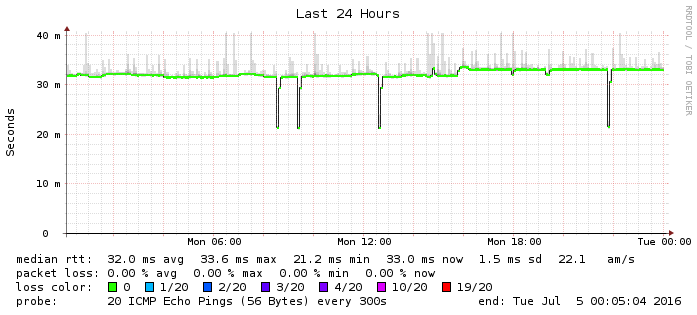 Last 24 Hours
RRDTOOL / TOBI OETIKER
Seconds
40 m
30 m
20 m
10 m
0
Mon 06:00 Mon 12:00 Mon 18:00 Tue 00:00
median rtt: 32.0 ms avg 33.6 ms max 21.2 ms min 33.0 ms now 1.5 ms sd 22.1 am/s
packet loss: 0.00 % avg 0.00 % max 0.00 % min 0.00 % now
loss color: 0 1/20 2/20 3/20 4/20 10/20 19/20
probe: 20 ICMP Echo Pings (56 Bytes) every 300s end: Tue Jul 5 00:05:04 2016